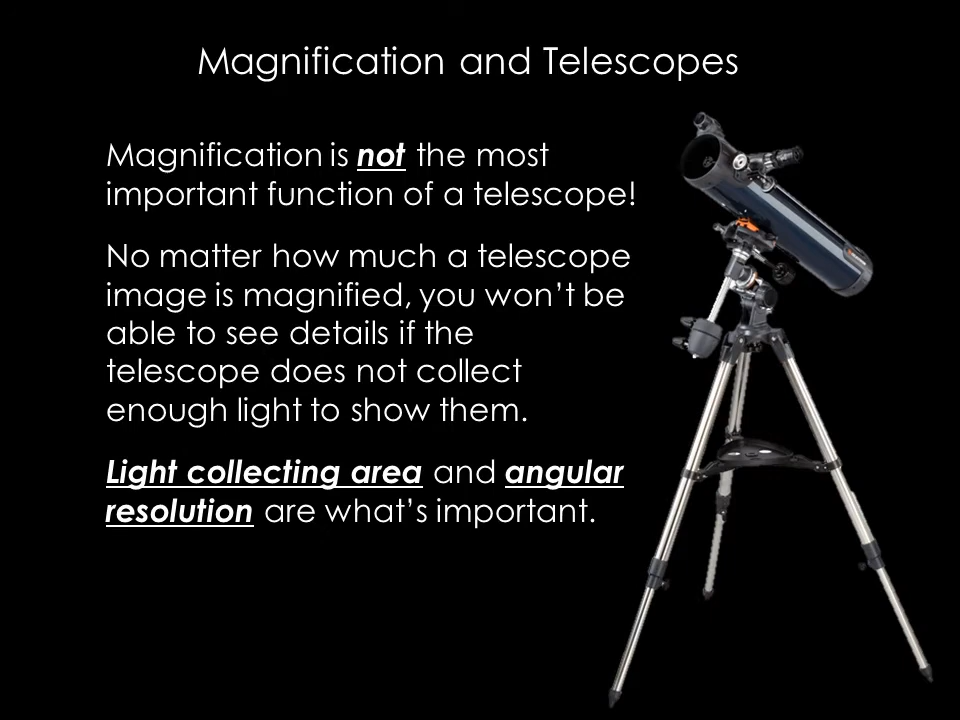 Magnification and Telescopes
Magnification is not the most
important function of a telescope!
No matter how much a telescope
image is magnified, you won’t be
able to see details if the
telescope does not collect
enough light to show them.
Light collecting area and angular
resolution are what’s important.